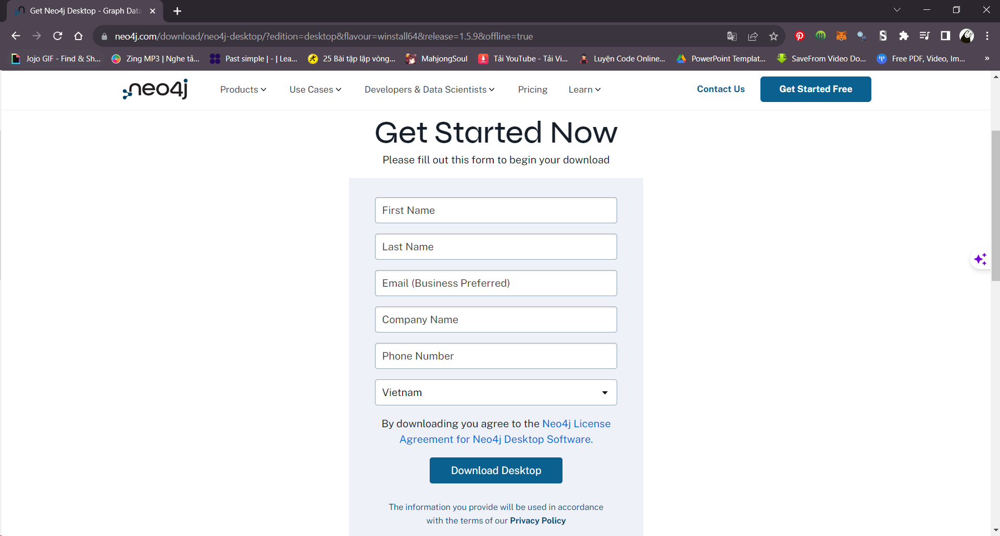 Get Neo4j Desktop - Graph Data
neo4j.com/download/neo4j-desktop/?edition=desktop&flavour=winstall64&release=1.5.9&offline=true
Jojo GIF - Find & Sh... Zing MP3 | Nghe tả... Past simple | - | Lea... 25 Bài tập lập vòng... MahjongSoul Tải YouTube - Tải Vi... Luyện Code Online... PowerPoint Templat... SaveFrom Video Do... Free PDF, Video, Im... »
neo4j Products Use Cases Developers & Data Scientists Pricing Learn Contact Us Get Started Free
Get Started Now
Please fill out this form to begin your download
First Name
Last Name
Email (Business Preferred)
Company Name
Phone Number
Vietnam
By downloading you agree to the Neo4j License
Agreement for Neo4j Desktop Software.
Download Desktop
The information you provide will be used in accordance
with the terms of our Privacy Policy